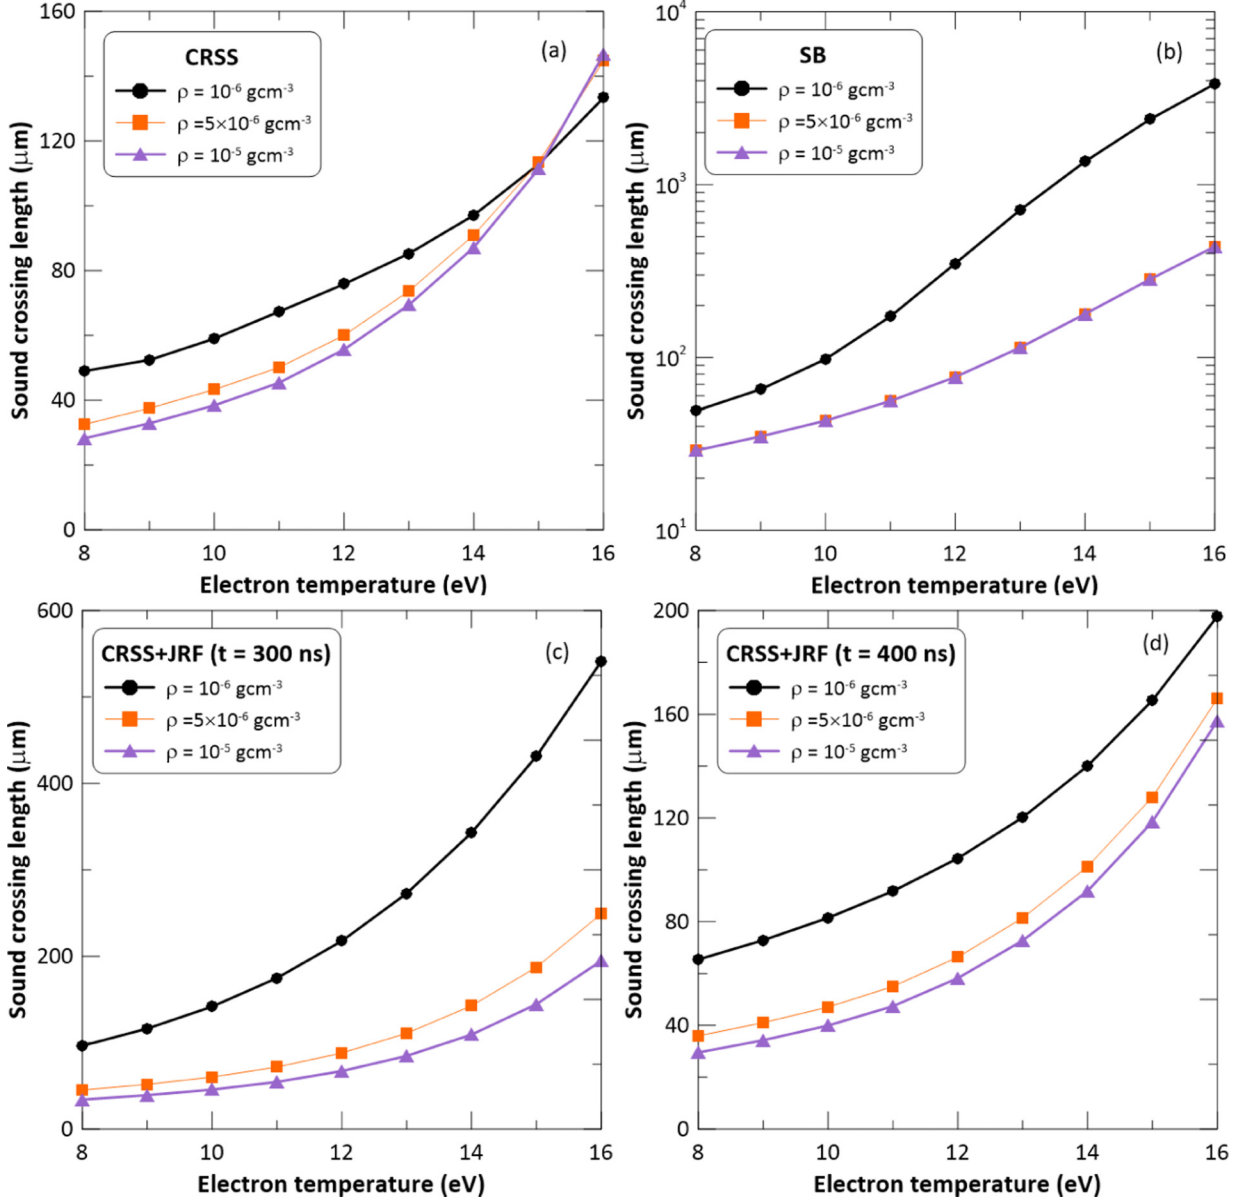 CRSS
ρ = 10⁻⁶ gcm⁻³
ρ =5×10⁻⁶ gcm⁻³
ρ = 10⁻⁵ gcm⁻³
(a)
160
120
80
40
0
Sound crossing length (μm)
8 10 12 14 16
Electron temperature (eV)
SB
ρ = 10⁻⁶ gcm⁻³
ρ =5×10⁻⁶ gcm⁻³
ρ = 10⁻⁵ gcm⁻³
(b)
10⁴
10³
10²
10¹
Sound crossing length (μm)
8 10 12 14 16
Electron temperature (eV)
CRSS+JRF (t = 300 ns)
ρ = 10⁻⁶ gcm⁻³
ρ =5×10⁻⁶ gcm⁻³
ρ = 10⁻⁵ gcm⁻³
(c)
600
400
200
0
Sound crossing length (μm)
8 10 12 14 16
Electron temperature (eV)
CRSS+JRF (t = 400 ns)
ρ = 10⁻⁶ gcm⁻³
ρ =5×10⁻⁶ gcm⁻³
ρ = 10⁻⁵ gcm⁻³
(d)
200
160
120
80
40
0
Sound crossing length (μm)
8 10 12 14 16
Electron temperature (eV)